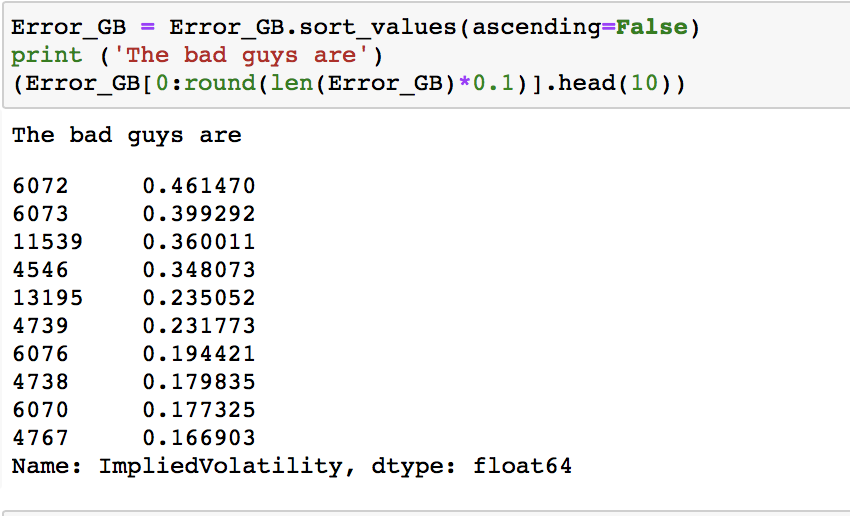 Error_GB = Error_GB.sort_values(ascending=False)
print ('The bad guys are')
(Error_GB[0:round(len(Error_GB)*0.1)].head(10))
The bad guys are
6072 0.461470
6073 0.399292
11539 0.360011
4546 0.348073
13195 0.235052
4739 0.231773
6076 0.194421
4738 0.179835
6070 0.177325
4767 0.166903
Name: ImpliedVolatility, dtype: float64